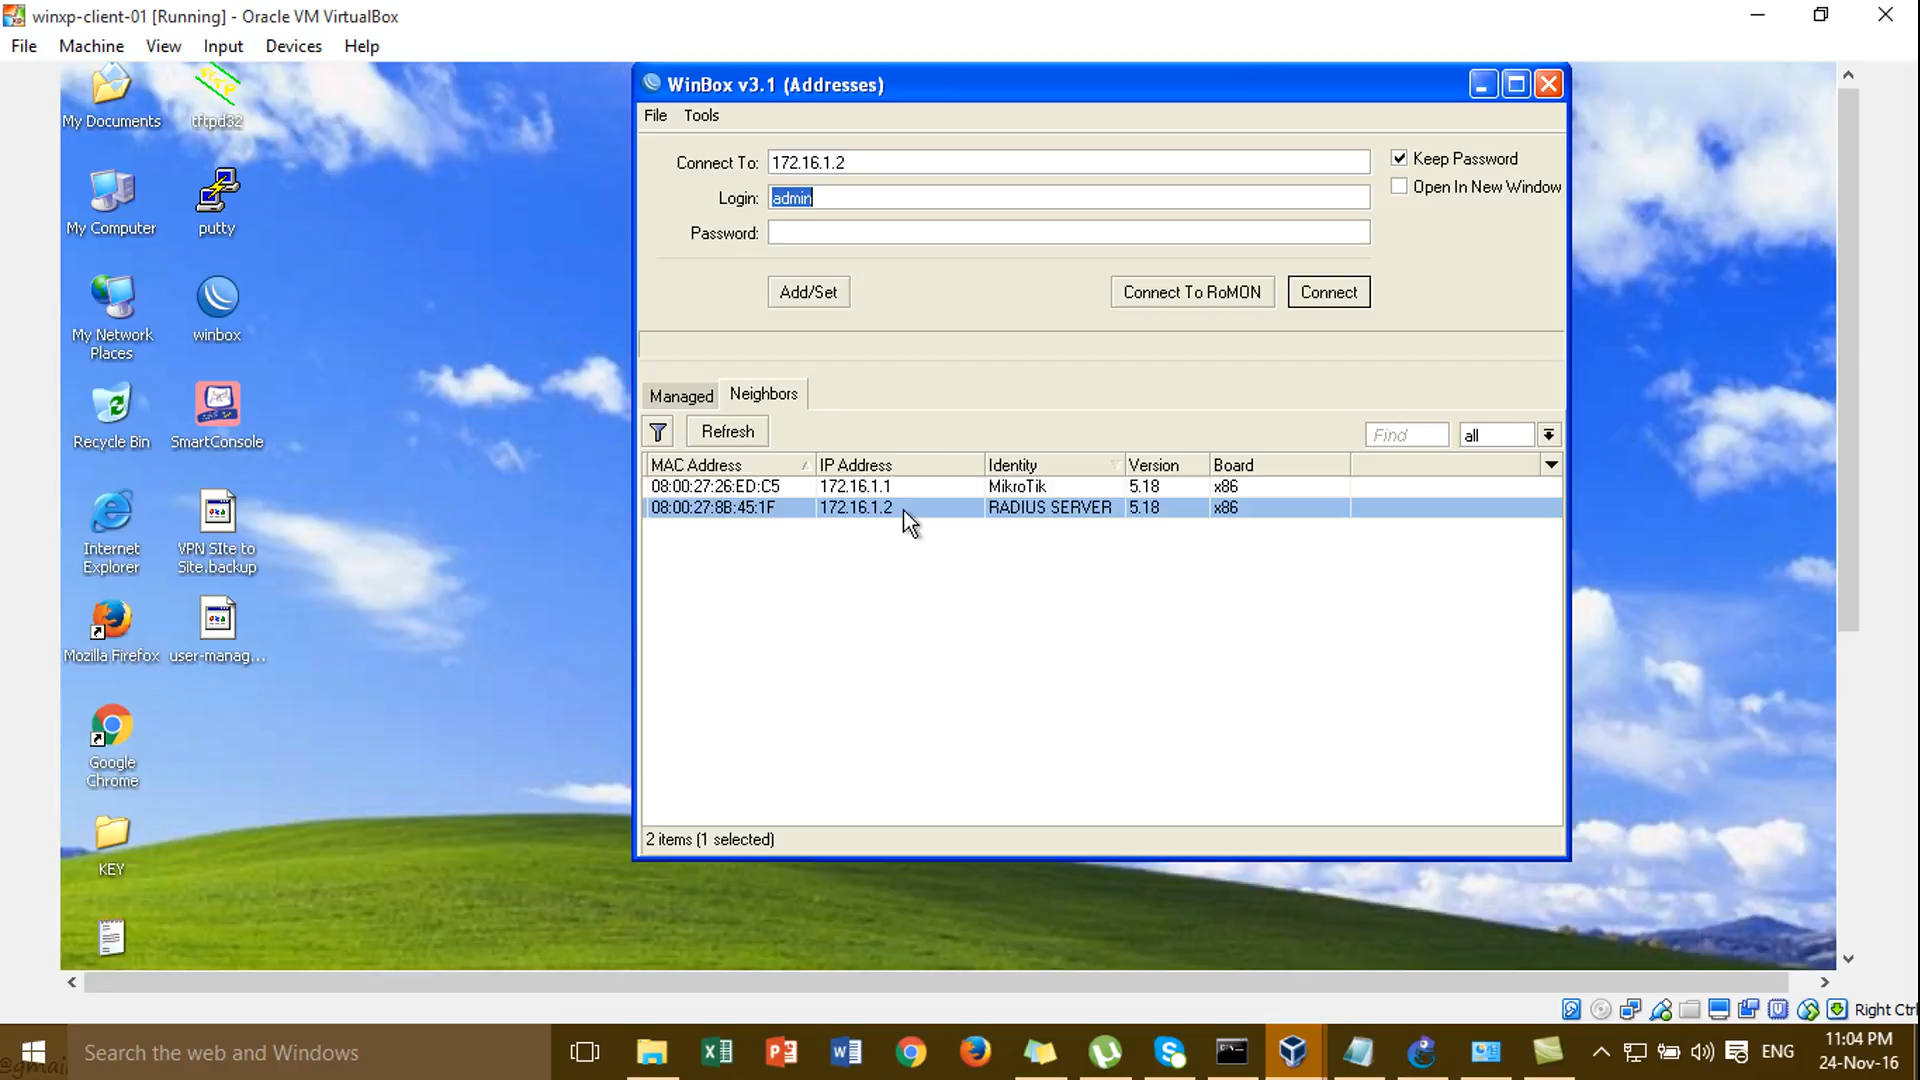 winxp-client-01 [Running] - Oracle VM VirtualBox
File Machine View Input Devices Help
My Documents
tftpd32
My Computer
putty
My Network Places
winbox
Recycle Bin
SmartConsole
Internet Explorer
VPN SIte to Site.backup
Mozilla Firefox
user-manag...
Google Chrome
KEY
WinBox v3.1 (Addresses)
File Tools
Connect To: 172.16.1.2
Keep Password
Login: admin
Open In New Window
Password:
Add/Set
Connect To RoMON
Connect
Managed
Neighbors
Refresh
Find
all
MAC Address IP Address Identity Version Board
08:00:27:26:ED:C5 172.16.1.1 MikroTik 5.18 x86
08:00:27:8B:45:1F 172.16.1.2 RADIUS SERVER 5.18 x86
2 items (1 selected)
Right Ctrl
Search the web and Windows
ENG
11:04 PM
24-Nov-16